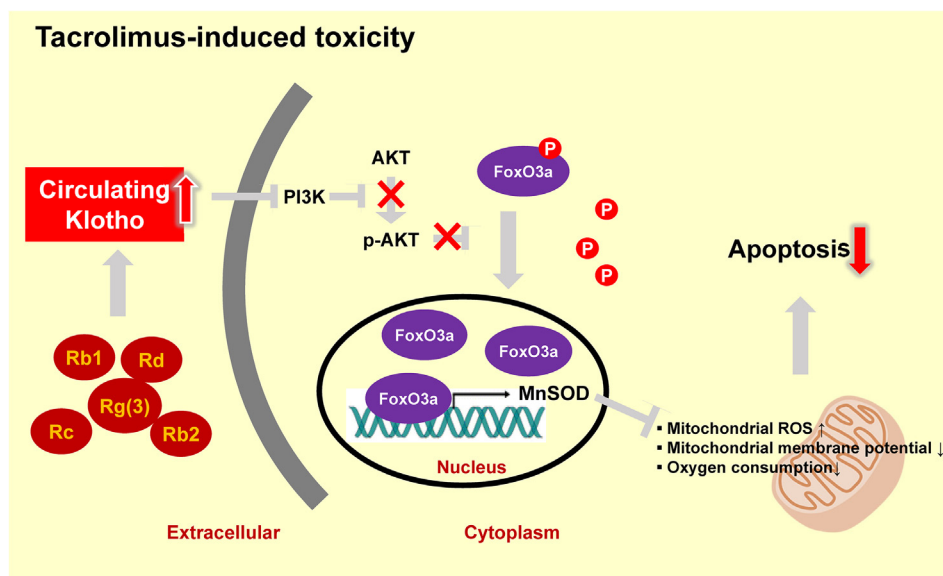 Tacrolimus-induced toxicity
Circulating
Klotho
PI3K
AKT
p-AKT
FoxO3a
P
P
P
P
Apoptosis
Rb1
Rd
Rg(3)
Rc
Rb2
FoxO3a
FoxO3a
FoxO3a
MnSOD
Nucleus
▪ Mitochondrial ROS ↑
▪ Mitochondrial membrane potential ↓
▪ Oxygen consumption↓
Extracellular
Cytoplasm